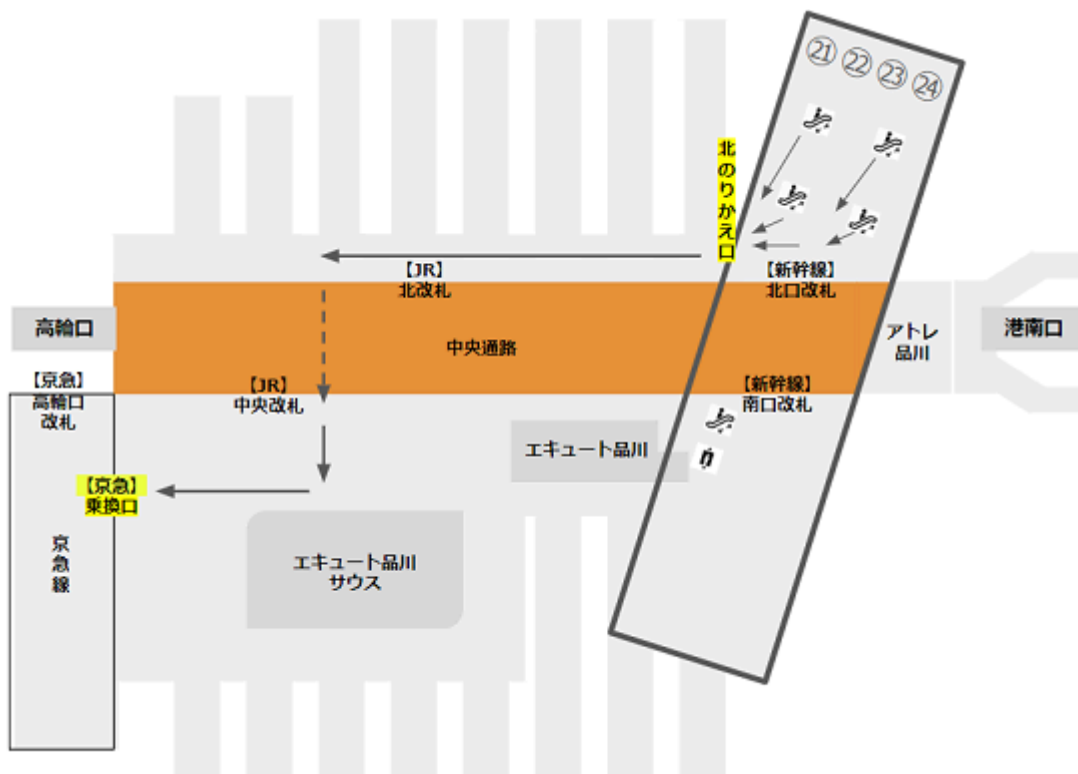 ㉑ ㉒ ㉓ ㉔
北のりかえ口
【JR】
北改札
【新幹線】
北口改札
高輪口
中央通路
アトレ
品川
港南口
【京急】
高輪口
改札
【JR】
中央改札
【新幹線】
南口改札
エキュート品川
【京急】
乗換口
京急線
エキュート品川
サウス